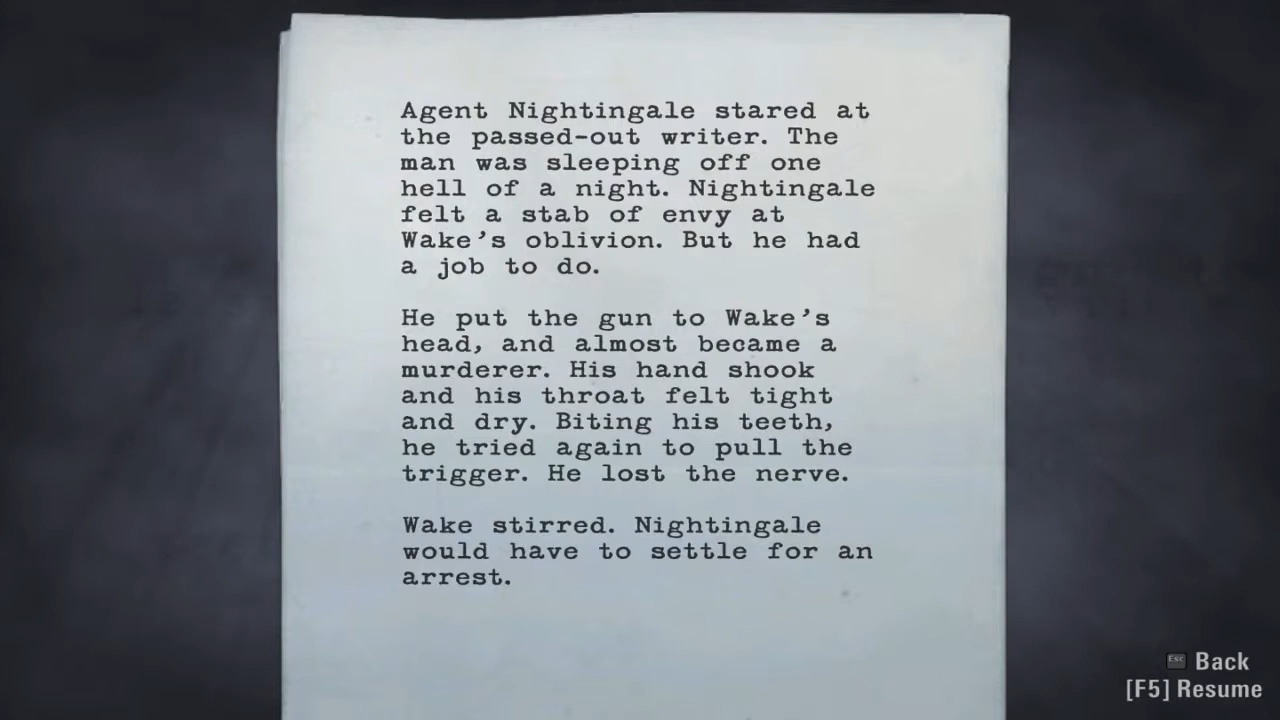 Agent Nightingale stared at
the passed-out writer. The
man was sleeping off one
hell of a night. Nightingale
felt a stab of envy at
Wake's oblivion. But he had
a job to do.
He put the gun to Wake's
head, and almost became a
murderer. His hand shook
and his throat felt tight
and dry. Biting his teeth,
he tried again to pull the
trigger. He lost the nerve.
Wake stirred. Nightingale
would have to settle for an
arrest.
Esc Back
[F5] Resume